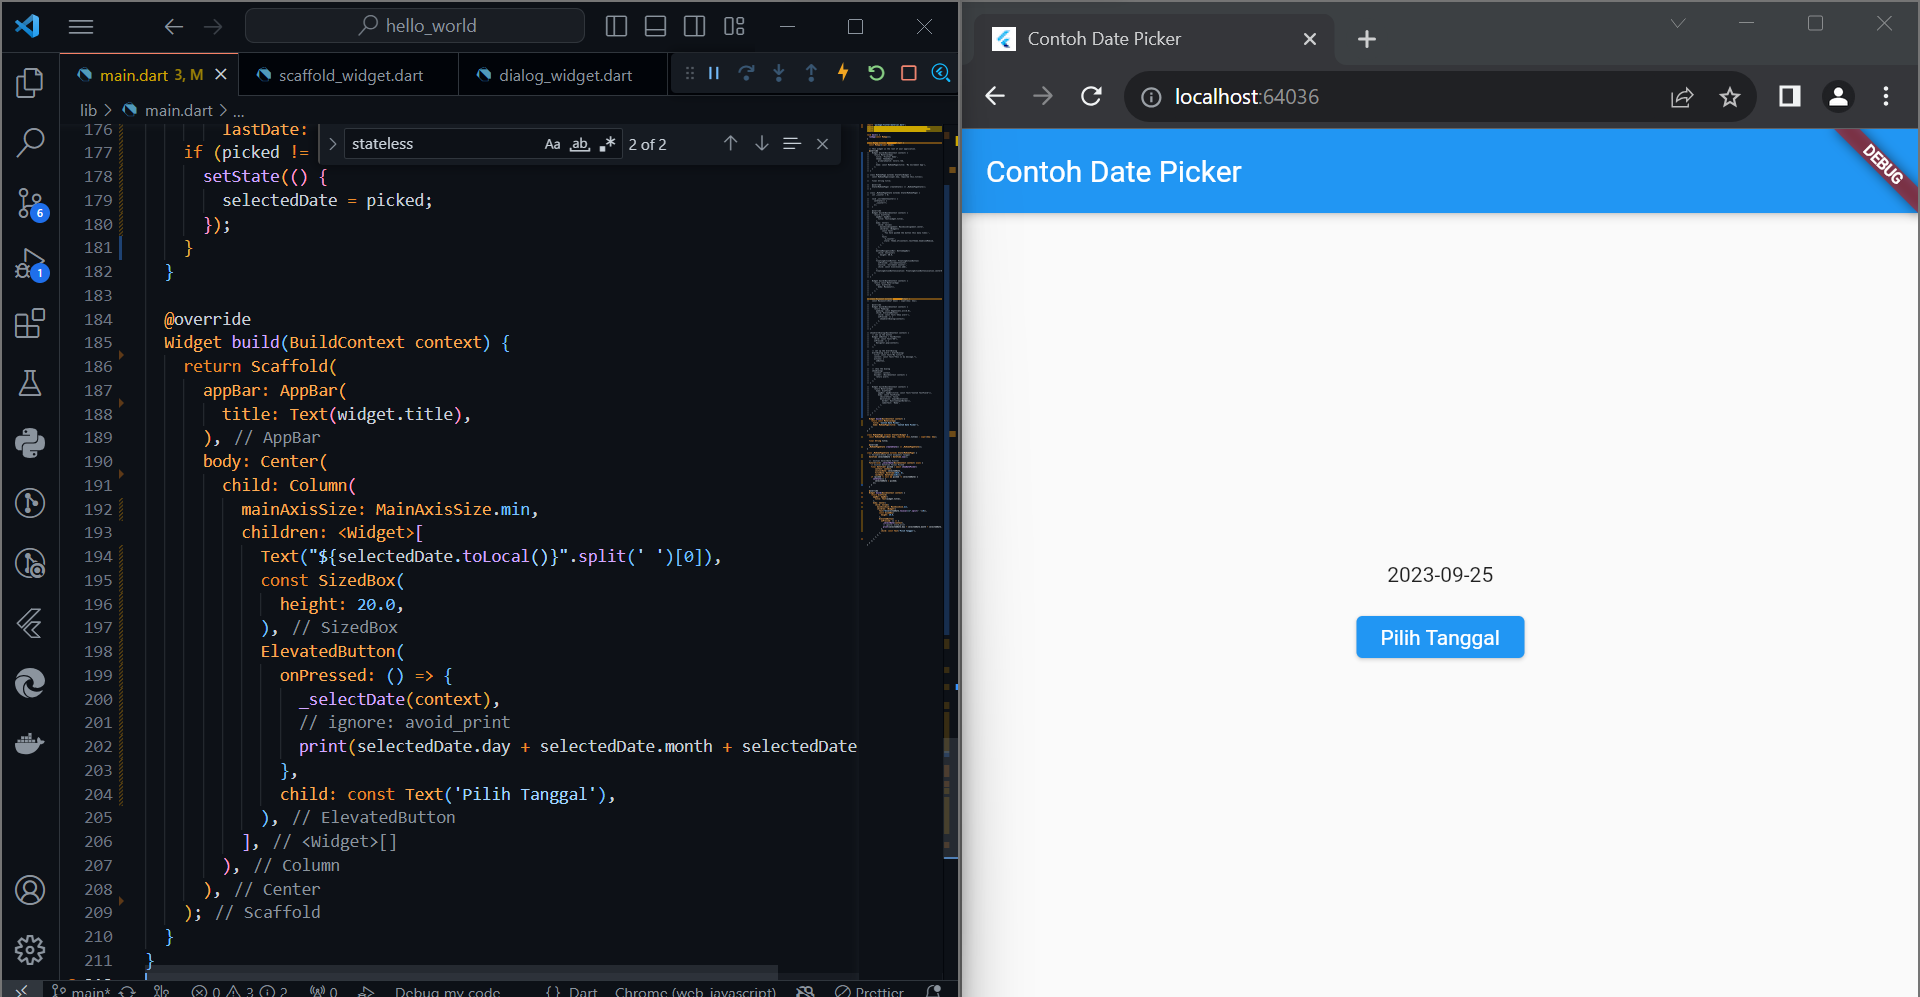 hello_world
main.dart 3, M
scaffold_widget.dart
dialog_widget.dart
lib > main.dart > ...
stateless
Aa ab .*
2 of 2
176 lastDate:
177 if (picked !=
178 setState(() {
179 selectedDate = picked;
180 });
181 }
182 }
183
184 @override
185 Widget build(BuildContext context) {
186 return Scaffold(
187 appBar: AppBar(
188 title: Text(widget.title),
189 ), // AppBar
190 body: Center(
191 child: Column(
192 mainAxisSize: MainAxisSize.min,
193 children: <Widget>[
194 Text("${selectedDate.toLocal()}".split(' ')[0]),
195 const SizedBox(
196 height: 20.0,
197 ), // SizedBox
198 ElevatedButton(
199 onPressed: () => {
200 _selectDate(context),
201 // ignore: avoid_print
202 print(selectedDate.day + selectedDate.month + selectedDate
203 },
204 child: const Text('Pilih Tanggal'),
205 ), // ElevatedButton
206 ], // <Widget>[]
207 ), // Column
208 ), // Center
209 ); // Scaffold
210 }
211 }
6
1
main* 0 3 2 0 Debug my code {} Dart Chrome (web-javascript) Prettier
Contoh Date Picker
localhost:64036
Contoh Date Picker
DEBUG
2023-09-25
Pilih Tanggal